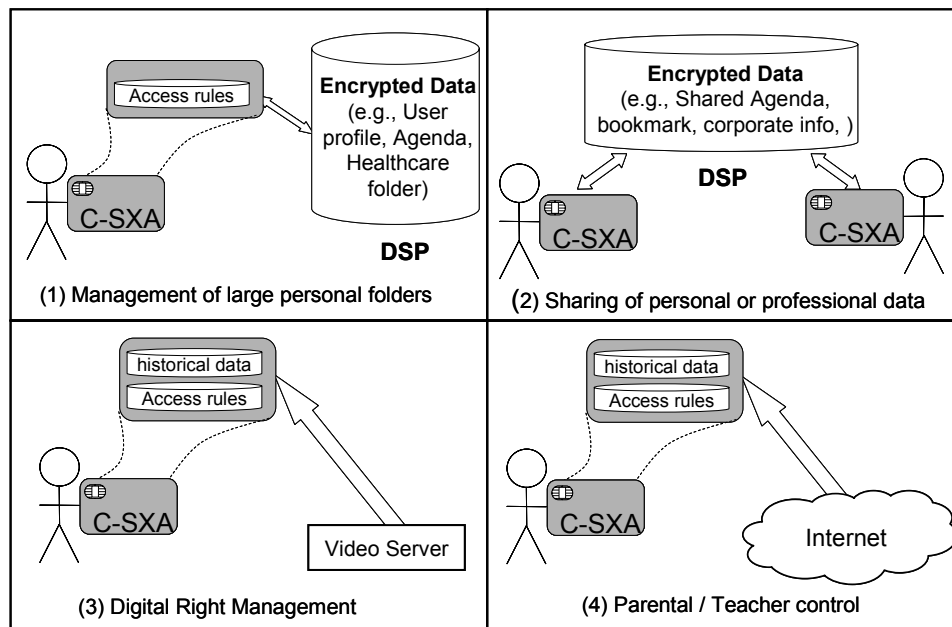 Access rules
Encrypted Data
(e.g., User
profile, Agenda,
Healthcare
folder)
C-SXA
DSP
(1) Management of large personal folders
Encrypted Data
(e.g., Shared Agenda,
bookmark, corporate info, )
DSP
C-SXA
C-SXA
(2) Sharing of personal or professional data
historical data
Access rules
C-SXA
Video Server
(3) Digital Right Management
historical data
Access rules
C-SXA
Internet
(4) Parental / Teacher control